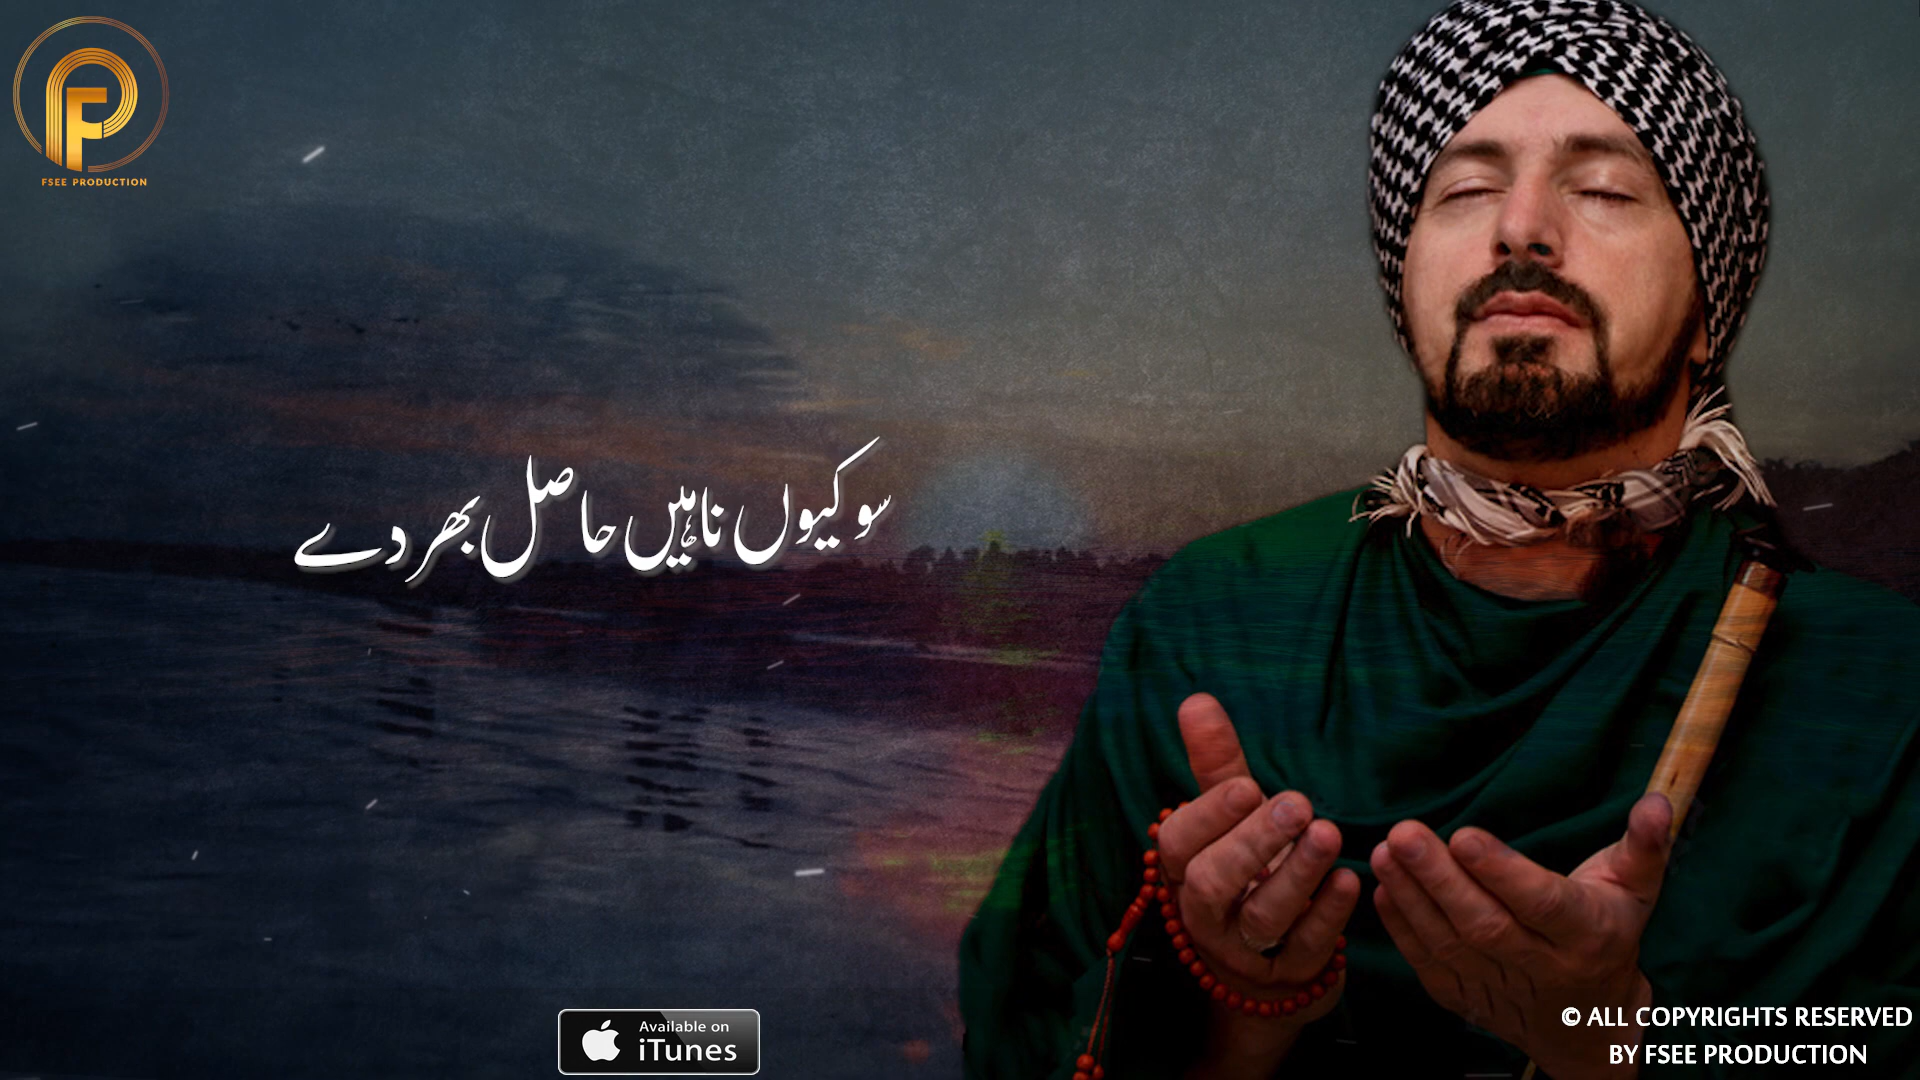 FSEE PRODUCTION
سو کیوں ناہیں حاصل بھر دے
Available on
iTunes
© ALL COPYRIGHTS RESERVED
BY FSEE PRODUCTION